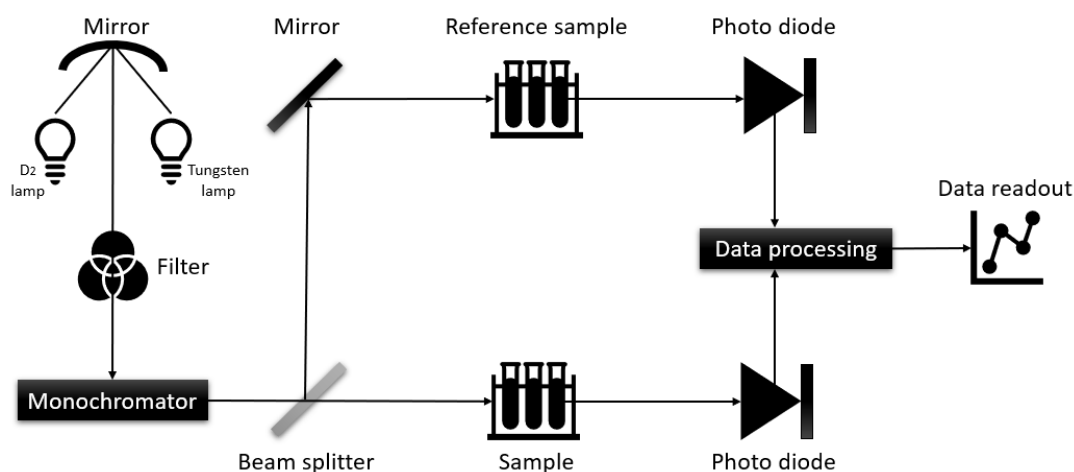 Mirror
Mirror
Reference sample
Photo diode
D2
lamp
Tungsten
lamp
Data readout
Filter
Data processing
Monochromator
Beam splitter
Sample
Photo diode